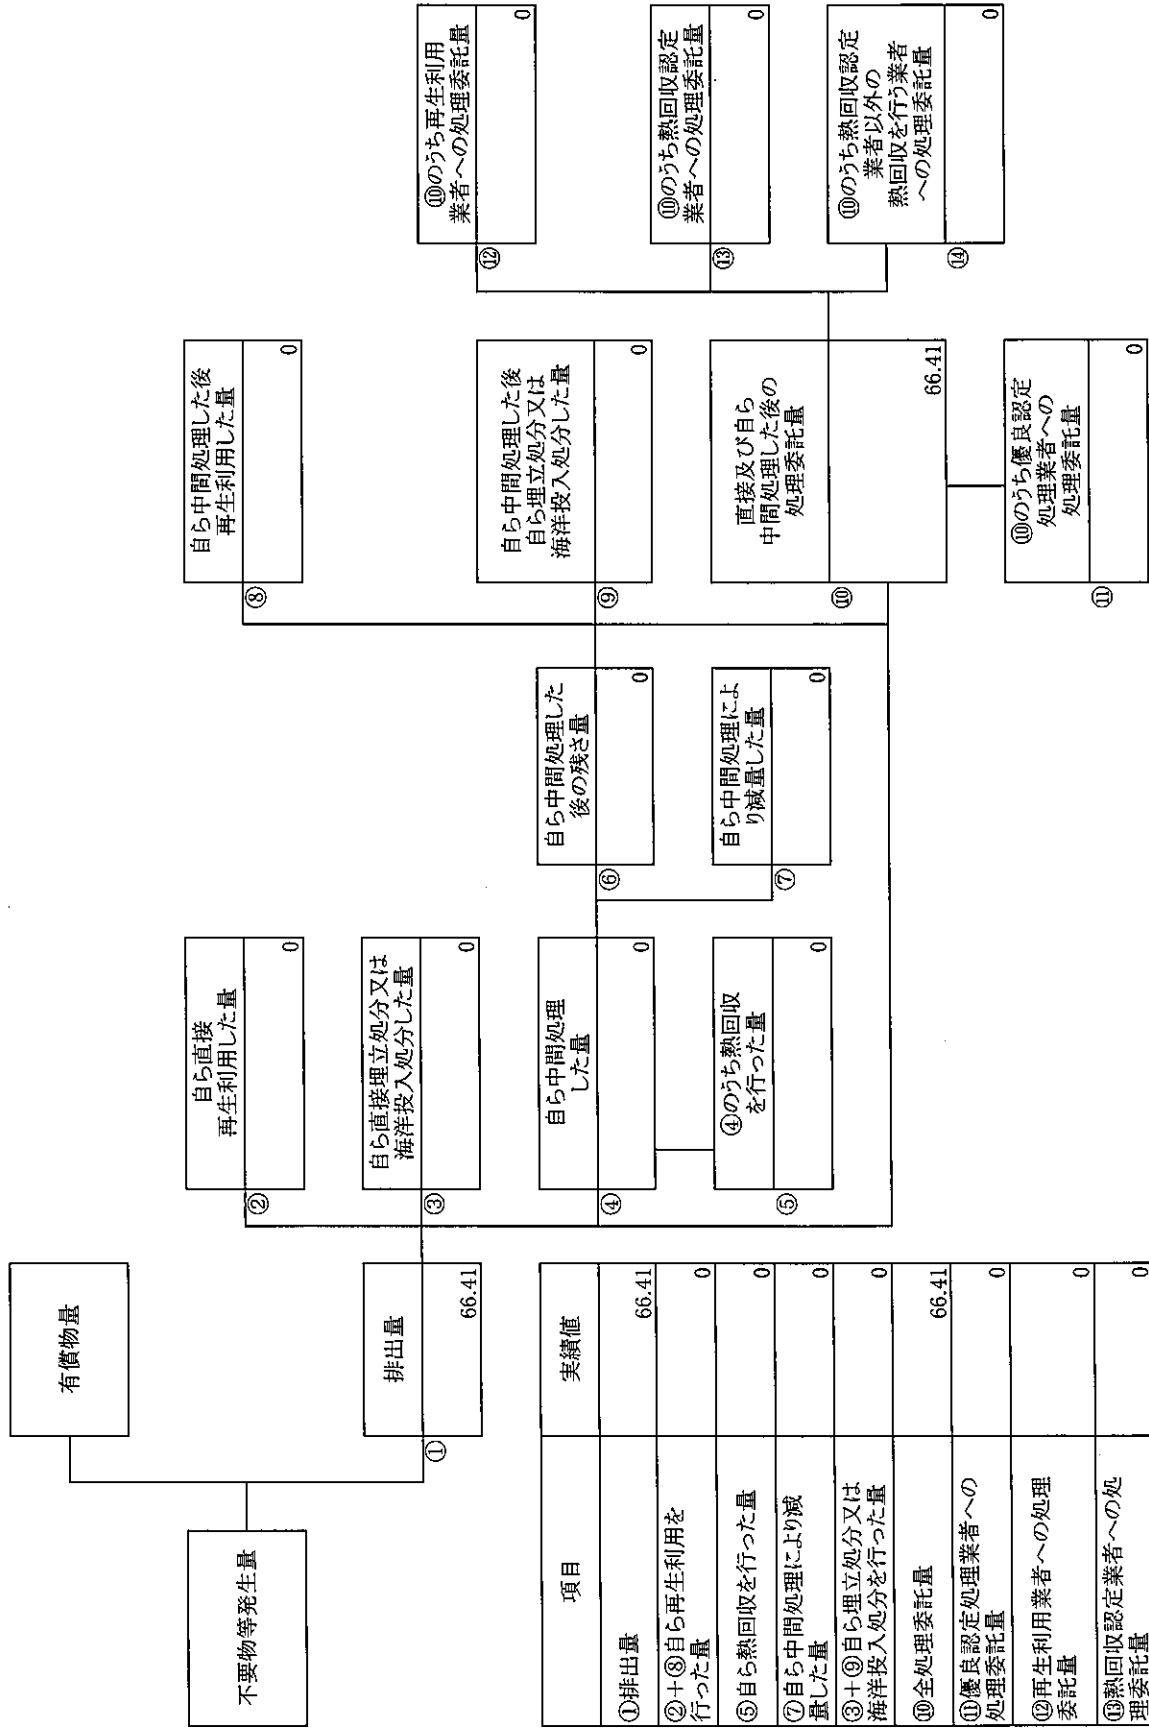 有償物量
不要物等発生量
排出量
①
66.41
自ら直接
再生利用した量
②
0
自ら直接埋立処分又は
海洋投入処分した量
③
0
自ら中間処理
した量
④
0
④のうち熱回収
を行った量
⑤
0
自ら中間処理した
後の残さ量
⑥
0
自ら中間処理によ
り減量した量
⑦
0
自ら中間処理した後
再生利用した量
⑧
0
自ら中間処理した後
自ら埋立処分又は
海洋投入処分した量
⑨
0
直接及び自ら
中間処理した後の
処理委託量
⑩
66.41
⑩のうち優良認定
処理業者への
処理委託量
⑪
0
⑩のうち再生利用
業者への処理委託量
⑫
0
⑩のうち熱回収認定
業者への処理委託量
⑬
0
⑩のうち熱回収認定
業者以外の
熱回収を行う業者
への処理委託量
⑭
0
項目 実績値
①排出量 66.41
②+⑧自ら再生利用を
行った量 0
⑤自ら熱回収を行った量 0
⑦自ら中間処理により減
量した量 0
③+⑨自ら埋立処分又は
海洋投入処分を行った量 0
⑩全処理委託量 66.41
⑪優良認定処理業者への
処理委託量 0
⑫再生利用業者への処理
委託量 0
⑬熱回収認定業者への処
理委託量 0